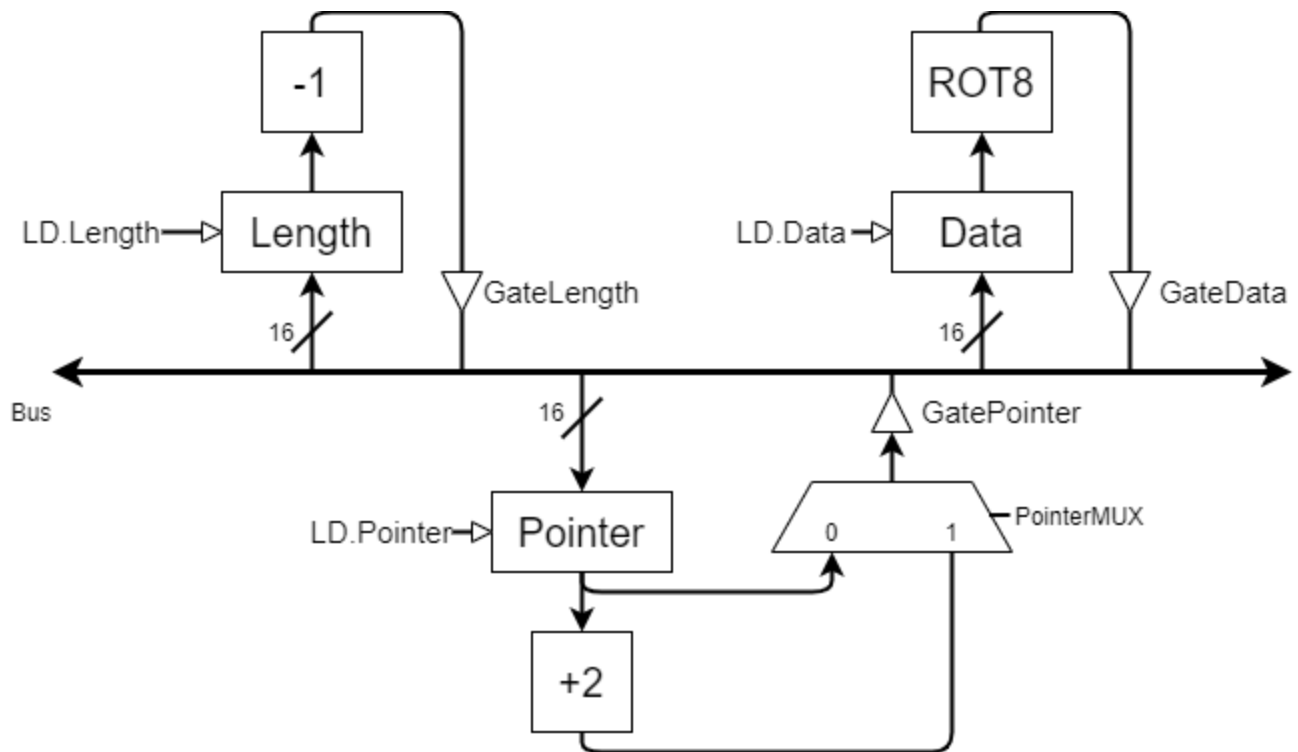 -1
ROT8
LD.Length
Length
LD.Data
Data
GateLength
GateData
16
16
Bus
16
GatePointer
LD.Pointer
Pointer
0
1
PointerMUX
+2